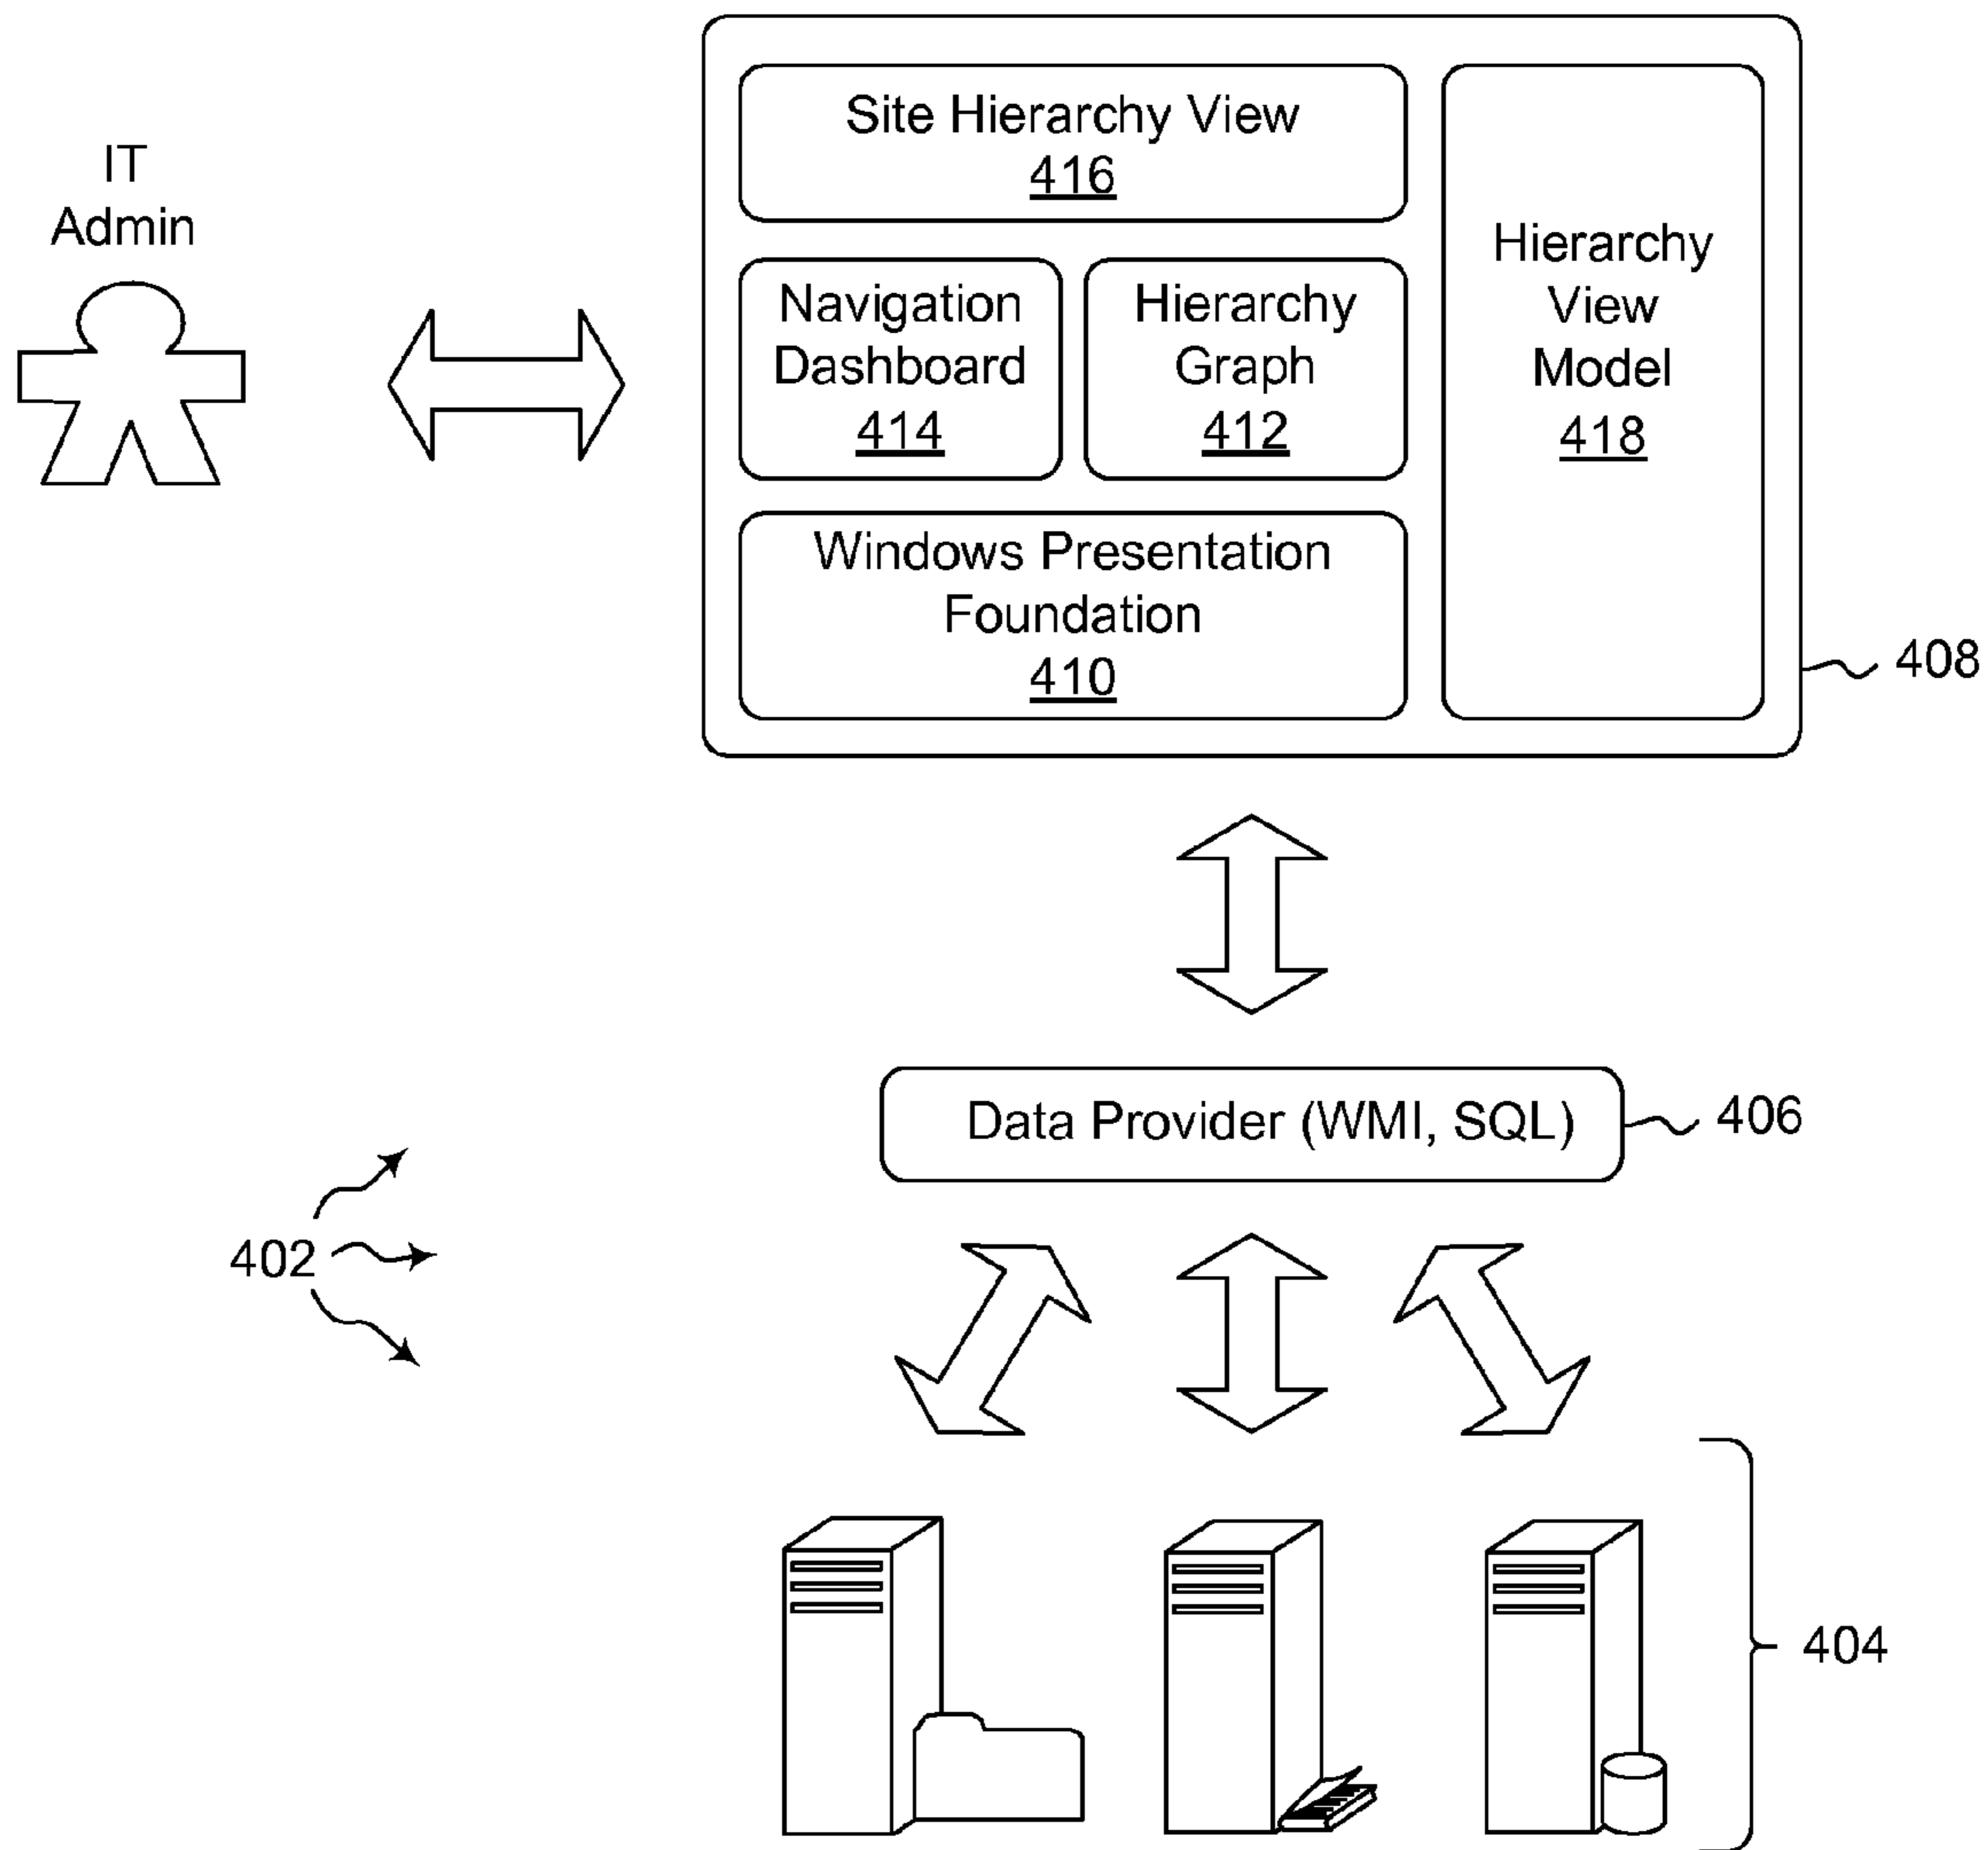 IT
Admin
Site Hierarchy View
416
Navigation
Dashboard
414
Hierarchy
Graph
412
Windows Presentation
Foundation
410
Hierarchy
View
Model
418
408
Data Provider (WMI, SQL)
406
402
404